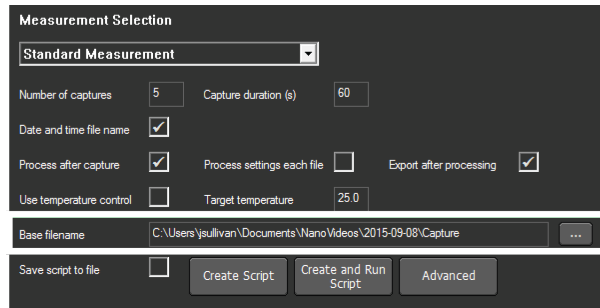 Measurement Selection
Standard Measurement
Number of captures 5 Capture duration (s) 60
Date and time file name
Process after capture Process settings each file Export after processing
Use temperature control Target temperature 25.0
Base filename C:\Users\jsullivan\Documents\NanoVideos\2015-09-08\Capture ...
Save script to file Create Script Create and Run Script Advanced